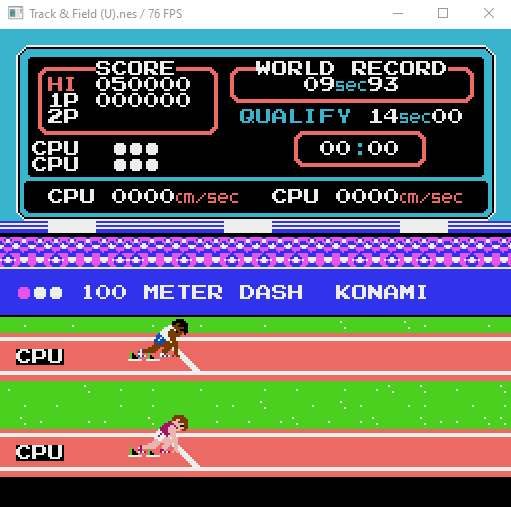 Track & Field (U).nes / 76 FPS
SCORE
HI 050000
1P 000000
2P
WORLD RECORD
09sec93
QUALIFY 14sec00
CPU
CPU
00:00
CPU 0000cm/sec CPU 0000cm/sec
100 METER DASH KONAMI
CPU
CPU